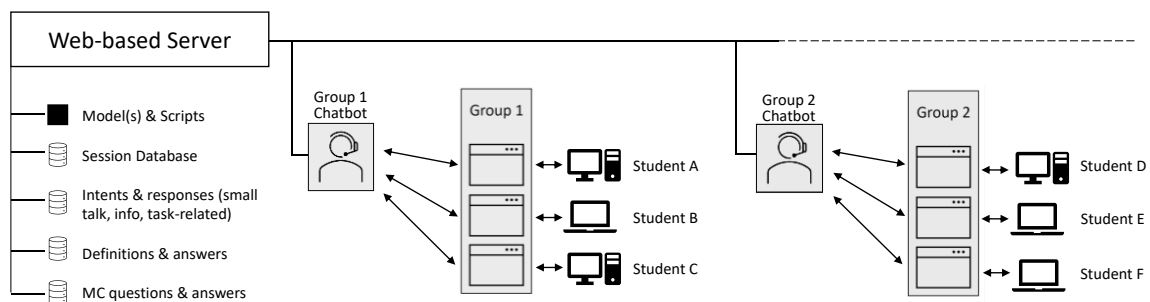 Web-based Server
Model(s) & Scripts
Session Database
Intents & responses (small
talk, info, task-related)
Definitions & answers
MC questions & answers
Group 1
Chatbot
Group 1
Student A
Student B
Student C
Group 2
Chatbot
Group 2
Student D
Student E
Student F